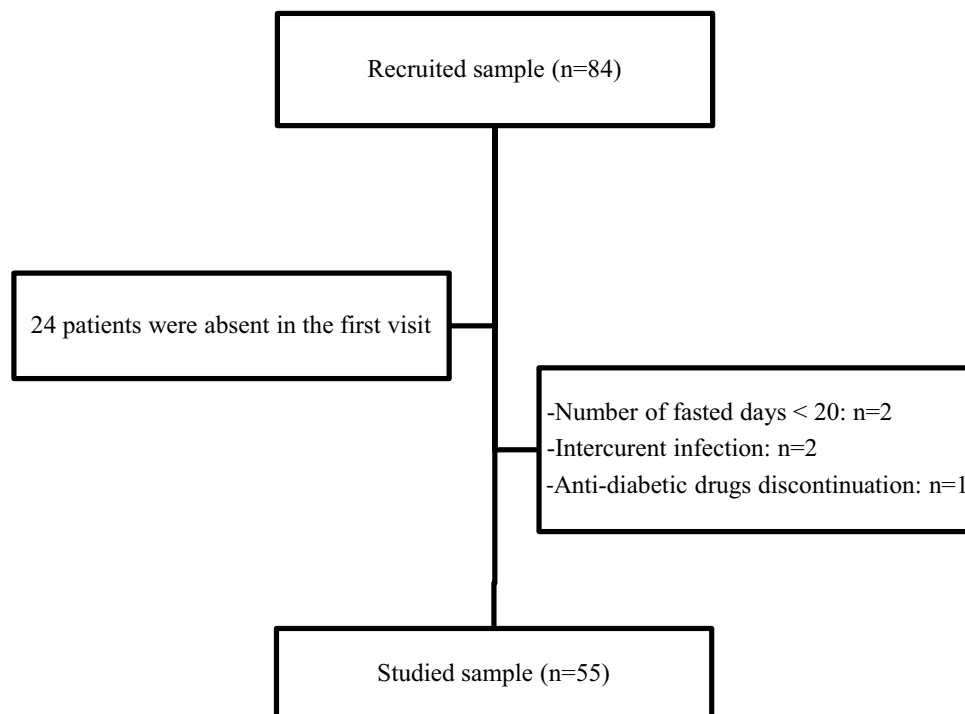 Recruited sample (n=84)
24 patients were absent in the first visit
-Number of fasted days < 20: n=2
-Intercurent infection: n=2
-Anti-diabetic drugs discontinuation: n=1
Studied sample (n=55)